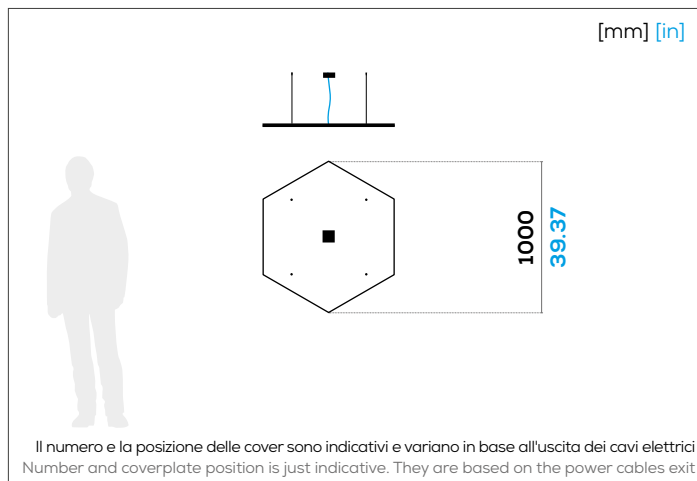 [mm] [in]
1000
39.37
Il numero e la posizione delle cover sono indicativi e variano in base all'uscita dei cavi elettrici
Number and coverplate position is just indicative. They are based on the power cables exit